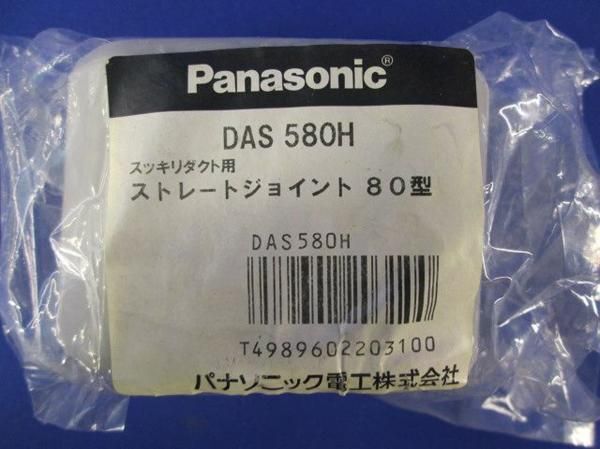 Panasonic®
DAS 580H
スッキリダクト用
ストレートジョイント 80型
DAS580H
T4989602203100
パナソニック電工株式会社